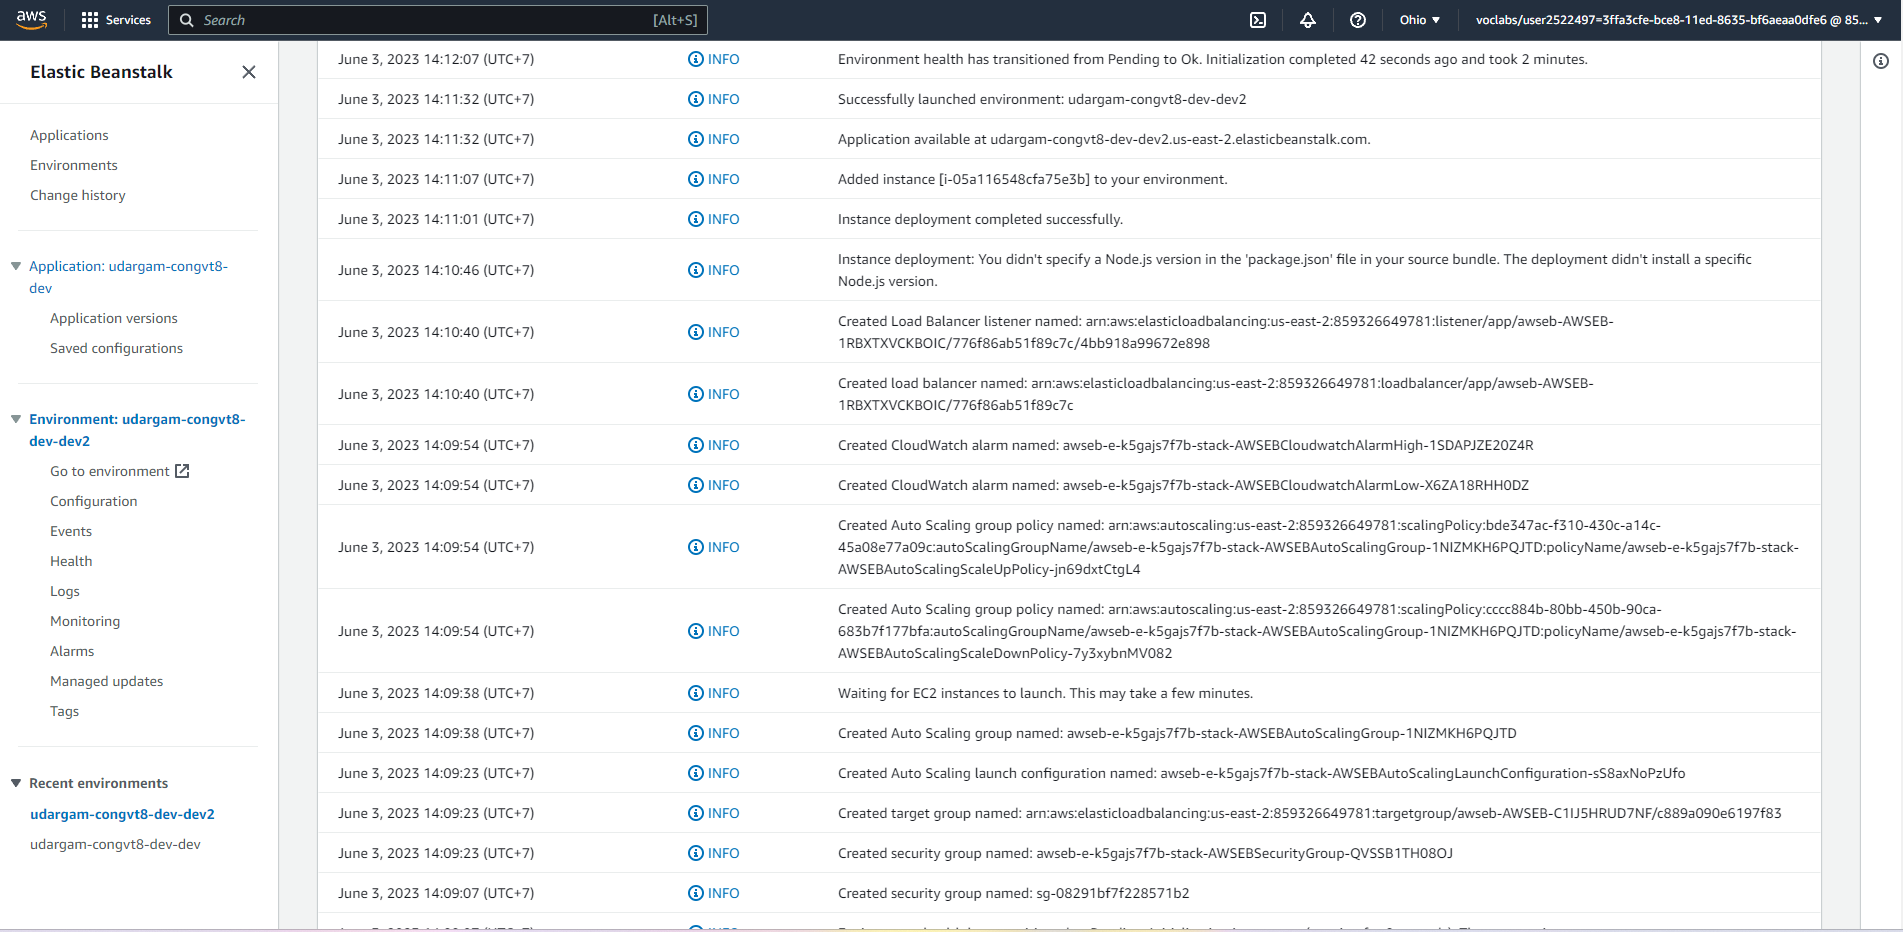 aws
Services
Search
[Alt+S]
Ohio
voclabs/user2522497=3ffa3cfe-bce8-11ed-8635-bf6aeaa0dfe6 @ 85...
Elastic Beanstalk
Applications
Environments
Change history
Application: udargam-congvt8-
dev
Application versions
Saved configurations
Environment: udargam-congvt8-
dev-dev2
Go to environment
Configuration
Events
Health
Logs
Monitoring
Alarms
Managed updates
Tags
Recent environments
udargam-congvt8-dev-dev2
udargam-congvt8-dev-dev
June 3, 2023 14:12:07 (UTC+7) INFO Environment health has transitioned from Pending to Ok. Initialization completed 42 seconds ago and took 2 minutes.
June 3, 2023 14:11:32 (UTC+7) INFO Successfully launched environment: udargam-congvt8-dev-dev2
June 3, 2023 14:11:32 (UTC+7) INFO Application available at udargam-congvt8-dev-dev2.us-east-2.elasticbeanstalk.com.
June 3, 2023 14:11:07 (UTC+7) INFO Added instance [i-05a116548cfa75e3b] to your environment.
June 3, 2023 14:11:01 (UTC+7) INFO Instance deployment completed successfully.
June 3, 2023 14:10:46 (UTC+7) INFO Instance deployment: You didn't specify a Node.js version in the 'package.json' file in your source bundle. The deployment didn't install a specific
Node.js version.
June 3, 2023 14:10:40 (UTC+7) INFO Created Load Balancer listener named: arn:aws:elasticloadbalancing:us-east-2:859326649781:listener/app/awseb-AWSEB-
1RBXTXVCKBOIC/776f86ab51f89c7c/4bb918a99672e898
June 3, 2023 14:10:40 (UTC+7) INFO Created load balancer named: arn:aws:elasticloadbalancing:us-east-2:859326649781:loadbalancer/app/awseb-AWSEB-
1RBXTXVCKBOIC/776f86ab51f89c7c
June 3, 2023 14:09:54 (UTC+7) INFO Created CloudWatch alarm named: awseb-e-k5gajs7f7b-stack-AWSEBCloudwatchAlarmHigh-1SDAPJZE20Z4R
June 3, 2023 14:09:54 (UTC+7) INFO Created CloudWatch alarm named: awseb-e-k5gajs7f7b-stack-AWSEBCloudwatchAlarmLow-X6ZA18RHH0DZ
June 3, 2023 14:09:54 (UTC+7) INFO Created Auto Scaling group policy named: arn:aws:autoscaling:us-east-2:859326649781:scalingPolicy:bde347ac-f310-430c-a14c-
45a08e77a09c:autoScalingGroupName/awseb-e-k5gajs7f7b-stack-AWSEBAutoScalingGroup-1NIZMKH6PQJTD:policyName/awseb-e-k5gajs7f7b-stack-
AWSEBAutoScalingScaleUpPolicy-jn69dxtCtgL4
June 3, 2023 14:09:54 (UTC+7) INFO Created Auto Scaling group policy named: arn:aws:autoscaling:us-east-2:859326649781:scalingPolicy:cccc884b-80bb-450b-90ca-
683b7f177bfa:autoScalingGroupName/awseb-e-k5gajs7f7b-stack-AWSEBAutoScalingGroup-1NIZMKH6PQJTD:policyName/awseb-e-k5gajs7f7b-stack-
AWSEBAutoScalingScaleDownPolicy-7y3xybnMV082
June 3, 2023 14:09:38 (UTC+7) INFO Waiting for EC2 instances to launch. This may take a few minutes.
June 3, 2023 14:09:38 (UTC+7) INFO Created Auto Scaling group named: awseb-e-k5gajs7f7b-stack-AWSEBAutoScalingGroup-1NIZMKH6PQJTD
June 3, 2023 14:09:23 (UTC+7) INFO Created Auto Scaling launch configuration named: awseb-e-k5gajs7f7b-stack-AWSEBAutoScalingLaunchConfiguration-sS8axNoPzUfo
June 3, 2023 14:09:23 (UTC+7) INFO Created target group named: arn:aws:elasticloadbalancing:us-east-2:859326649781:targetgroup/awseb-AWSEB-C1IJ5HRUD7NF/c889a090e6197f83
June 3, 2023 14:09:23 (UTC+7) INFO Created security group named: awseb-e-k5gajs7f7b-stack-AWSEBSecurityGroup-QVSSB1TH08OJ
June 3, 2023 14:09:07 (UTC+7) INFO Created security group named: sg-08291bf7f228571b2